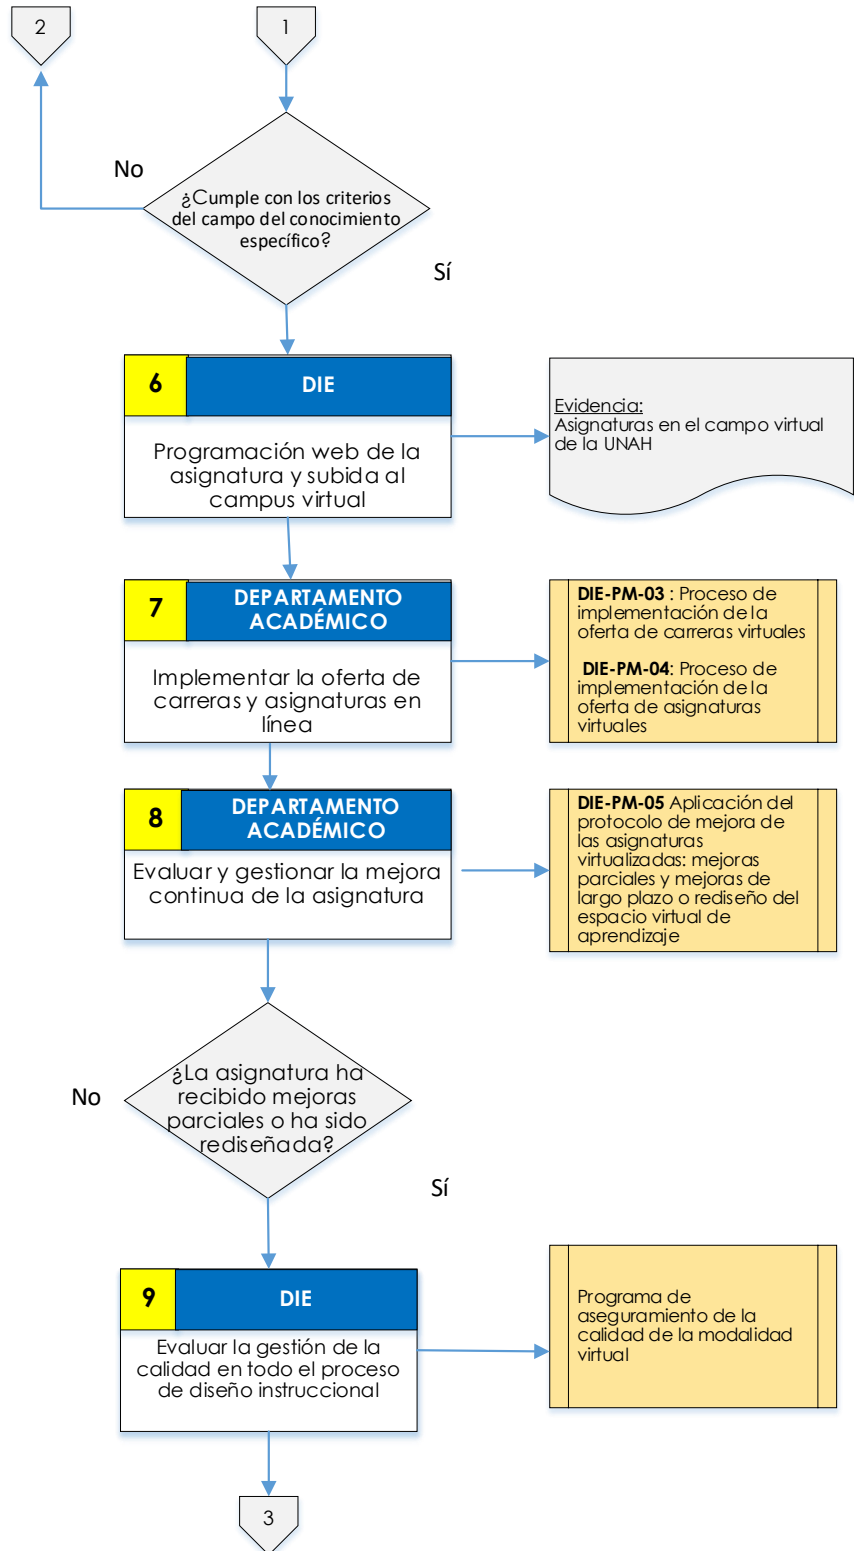 2
1
No
¿Cumple con los criterios
del campo del conocimiento
específico?
Sí
6
DIE
Programación web de la
asignatura y subida al
campus virtual
Evidencia:
Asignaturas en el campo virtual
de la UNAH
7
DEPARTAMENTO
ACADÉMICO
Implementar la oferta de
carreras y asignaturas en
línea
DIE-PM-03 : Proceso de
implementación de la
oferta de carreras virtuales
DIE-PM-04: Proceso de
implementación de la
oferta de asignaturas
virtuales
8
DEPARTAMENTO
ACADÉMICO
Evaluar y gestionar la mejora
continua de la asignatura
DIE-PM-05 Aplicación del
protocolo de mejora de
las asignaturas
virtualizadas: mejoras
parciales y mejoras de
largo plazo o rediseño del
espacio virtual de
aprendizaje
No
¿La asignatura ha
recibido mejoras
parciales o ha sido
rediseñada?
Sí
9
DIE
Evaluar la gestión de la
calidad en todo el proceso
de diseño instruccional
Programa de
aseguramiento de la
calidad de la modalidad
virtual
3